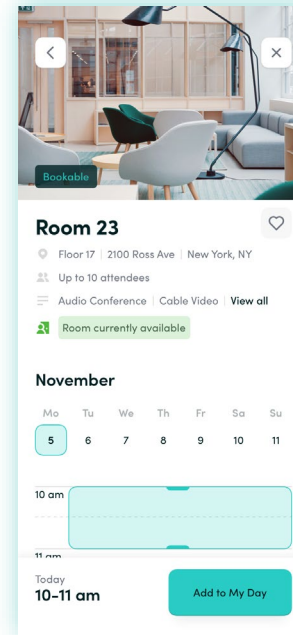 Bookable
Room 23
Floor 17 | 2100 Ross Ave | New York, NY
Up to 10 attendees
Audio Conference | Cable Video | View all
Room currently available
November
Mo Tu We Th Fr Sa Su
5 6 7 8 9 10 11
10 am
11 am
Today
10-11 am
Add to My Day